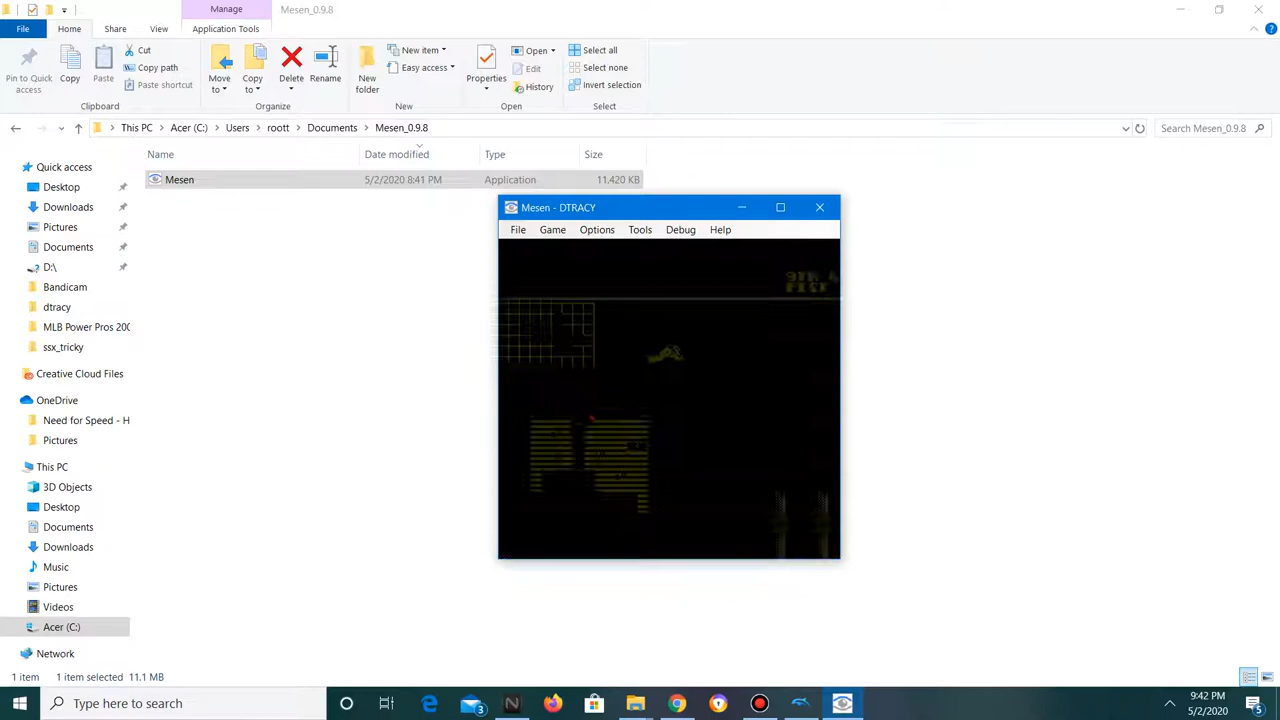 Manage
Mesen_0.9.8
File
Home
Share
View
Application Tools
Pin to Quick access
Copy
Paste
Cut
Copy path
Paste shortcut
Clipboard
Move to
Copy to
Delete
Rename
Organize
New folder
New item
Easy access
New
Properties
Open
Edit
History
Open
Select all
Select none
Invert selection
Select
This PC > Acer (C:) > Users > roott > Documents > Mesen_0.9.8
Search Mesen_0.9.8
Name
Date modified
Type
Size
Mesen
5/2/2020 8:41 PM
Application
11,420 KB
Quick access
Desktop
Downloads
Pictures
Documents
D:\
Bandicam
dtracy
MLB Power Pros 200
ssx_tricky
Creative Cloud Files
OneDrive
Need for Speed - H
Pictures
This PC
3D Objects
Desktop
Documents
Downloads
Music
Pictures
Videos
Acer (C:)
Network
Mesen - DTRACY
File
Game
Options
Tools
Debug
Help
1 item
1 item selected 11.1 MB
Type here to search
3
N
9:42 PM
5/2/2020
5